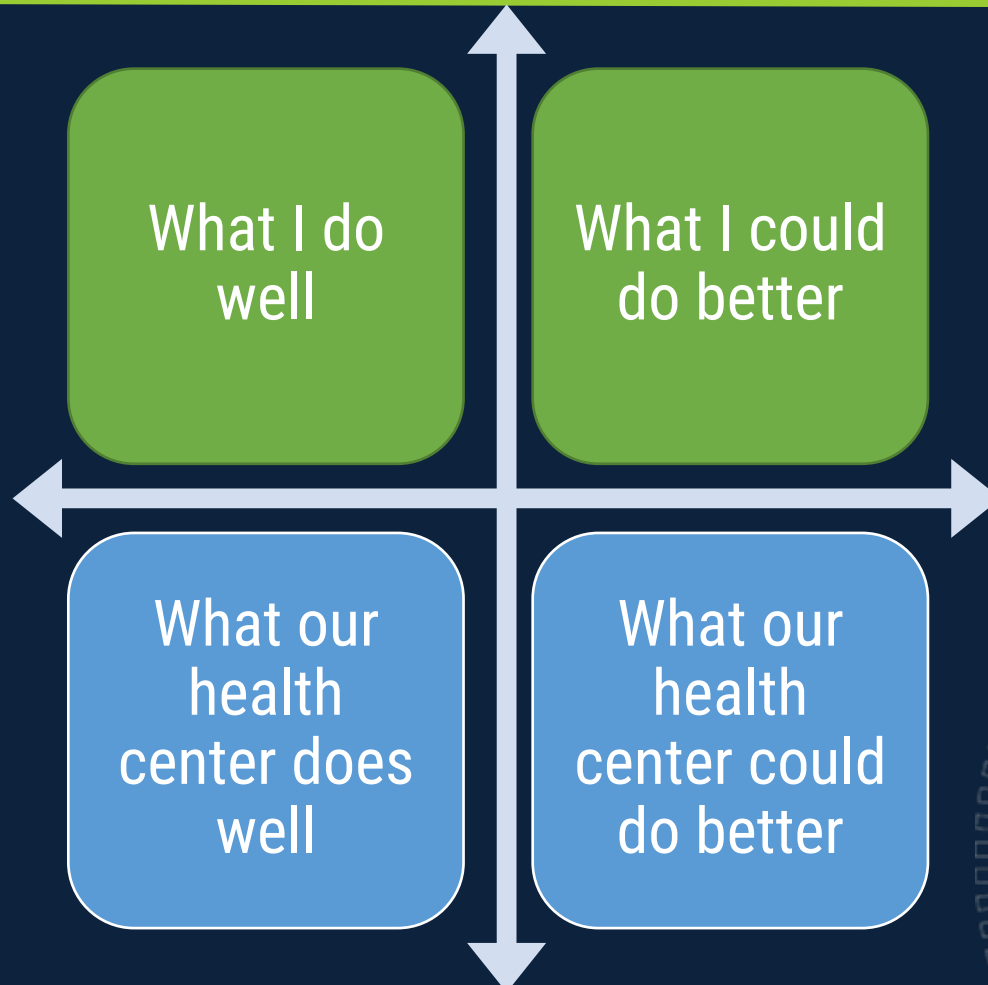 What I do
well
What I could
do better
What our
health
center does
well
What our
health
center could
do better